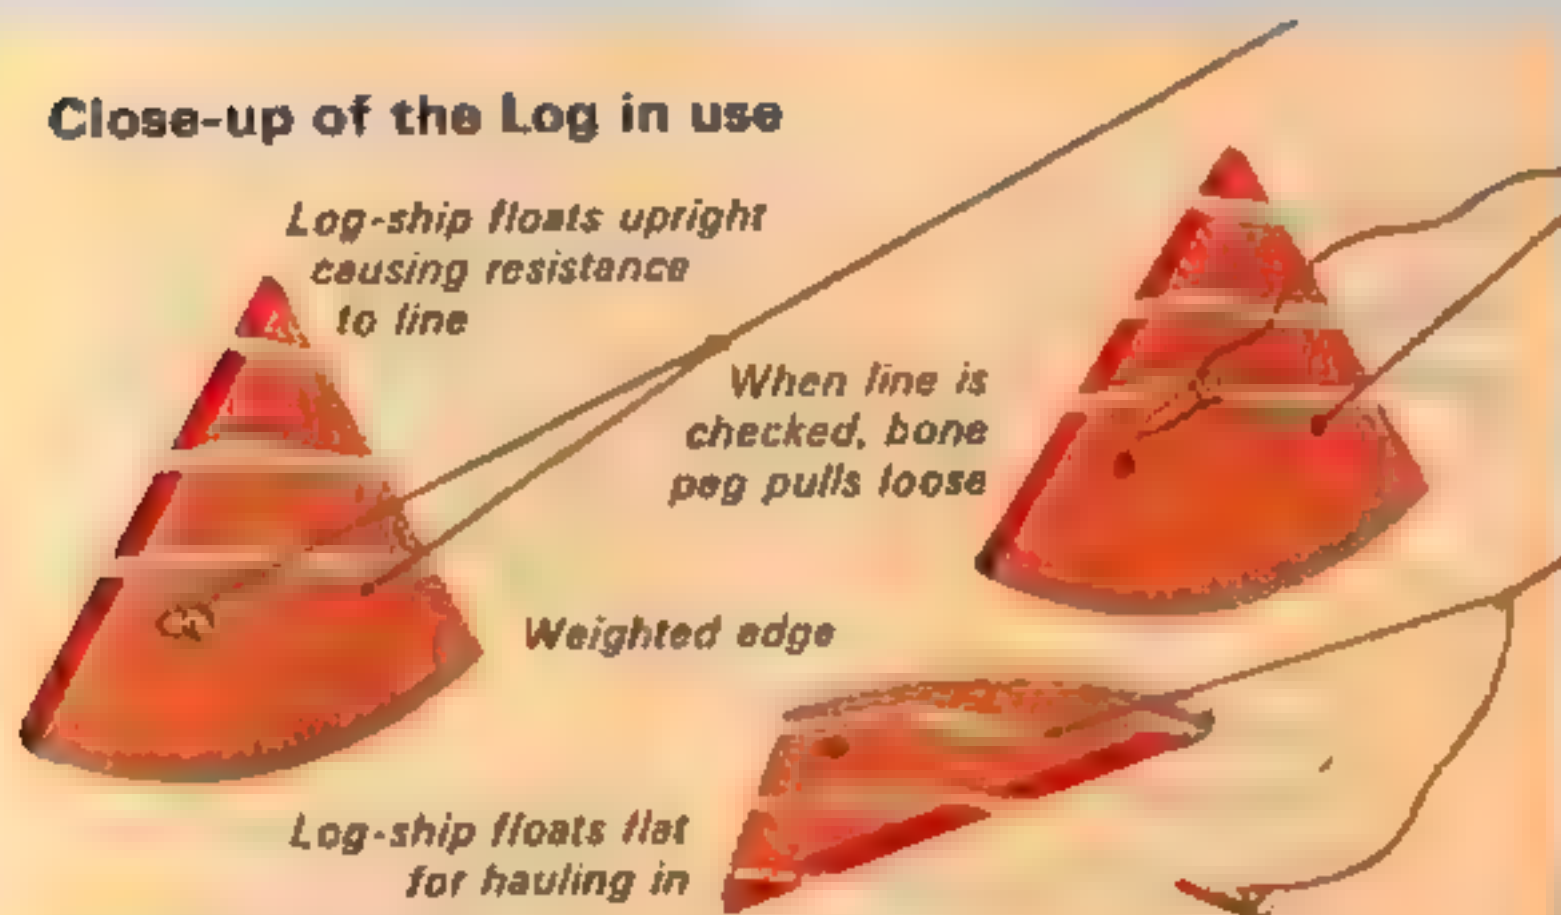 Close-up of the Log in use
Log-ship floats upright
causing resistance
to line
When line is
checked, bone
peg pulls loose
Weighted edge
Log-ship floats flat
for hauling in